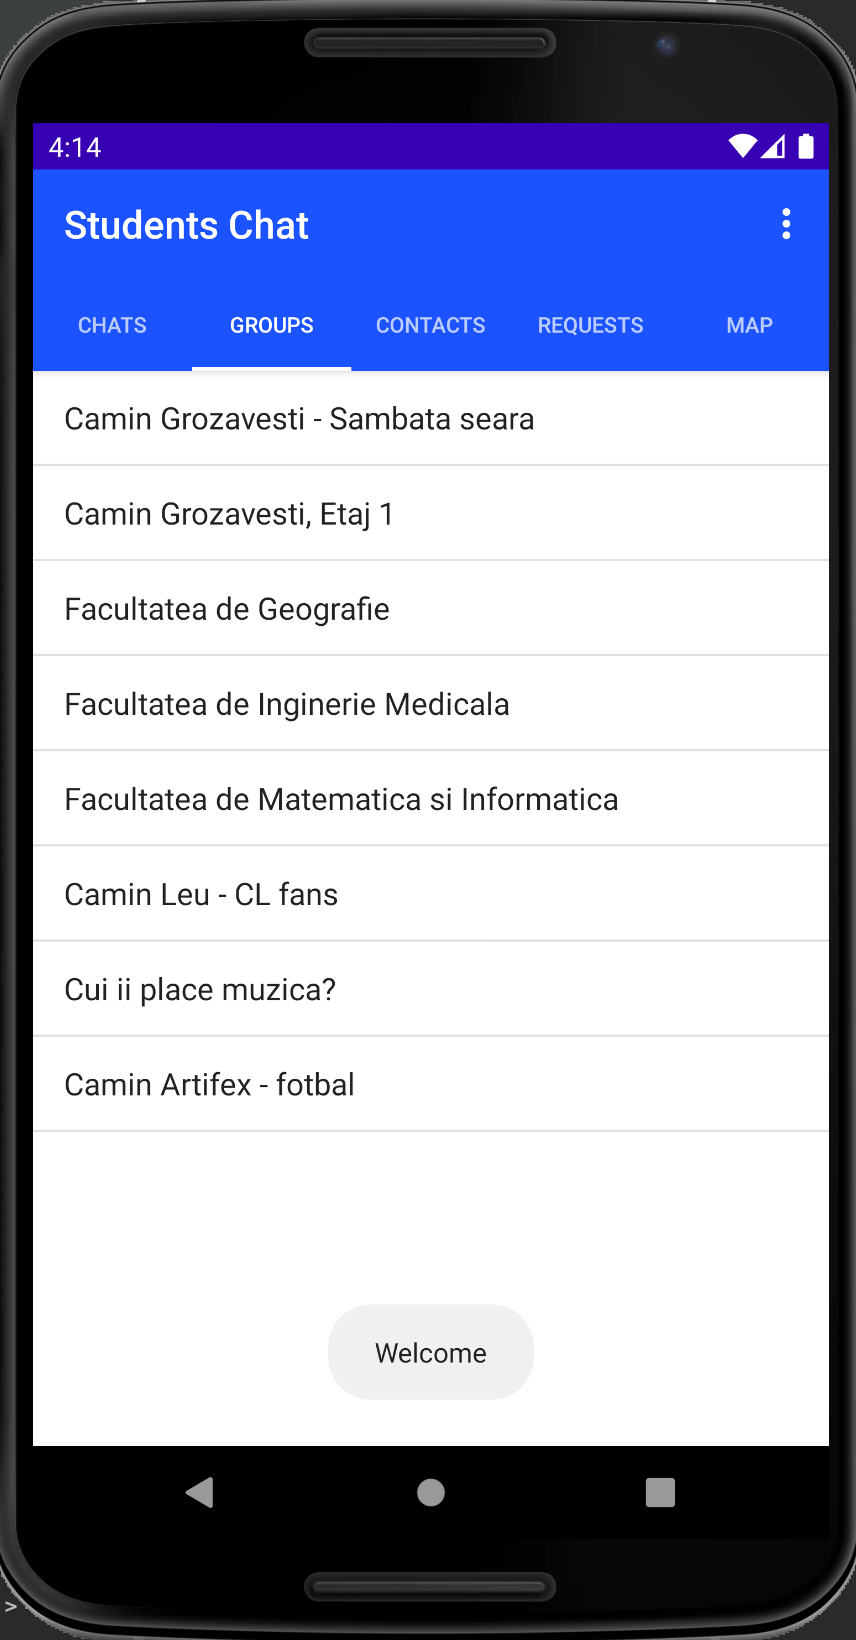 4:14
Students Chat
CHATS GROUPS CONTACTS REQUESTS MAP
Camin Grozavesti - Sambata seara
Camin Grozavesti, Etaj 1
Facultatea de Geografie
Facultatea de Inginerie Medicala
Facultatea de Matematica si Informatica
Camin Leu - CL fans
Cui ii place muzica?
Camin Artifex - fotbal
Welcome
>